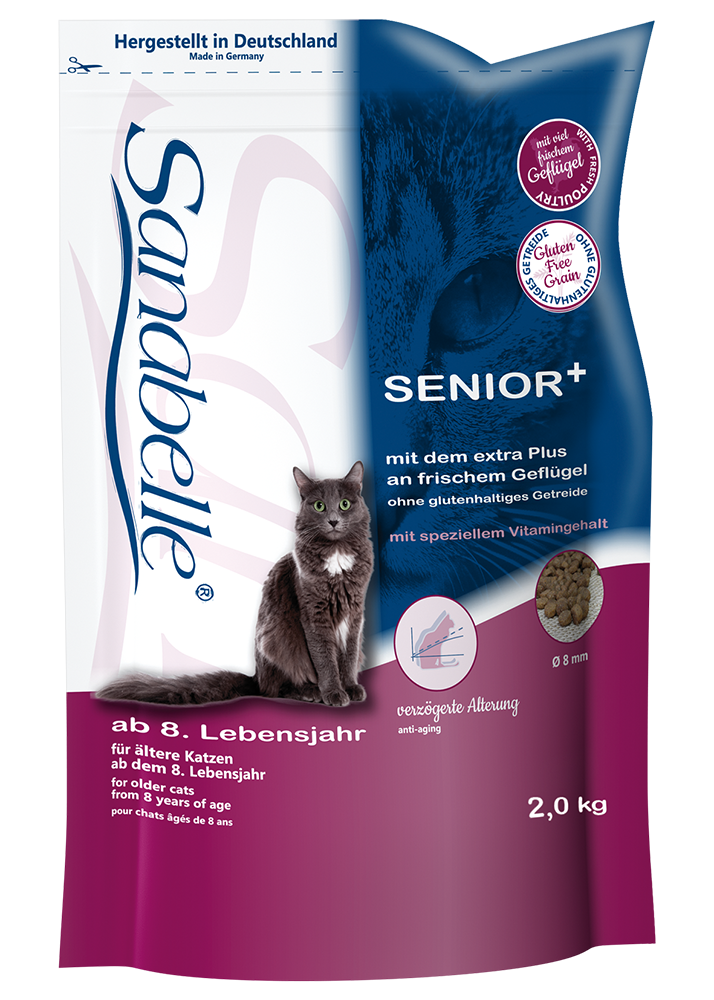 Hergestellt in Deutschland
Made in Germany
Sanabelle®
mit viel
frischem
Geflügel
WITH FRESH POULTRY
OHNE GLUTENHALTIGES GETREIDE
Gluten
Free
Grain
SENIOR+
mit dem extra Plus
an frischem Geflügel
ohne glutenhaltiges Getreide
mit speziellem Vitamingehalt
Ø 8 mm
verzögerte Alterung
anti-aging
ab 8. Lebensjahr
für ältere Katzen
ab dem 8. Lebensjahr
for older cats
from 8 years of age
pour chats âgés de 8 ans
2,0 kg